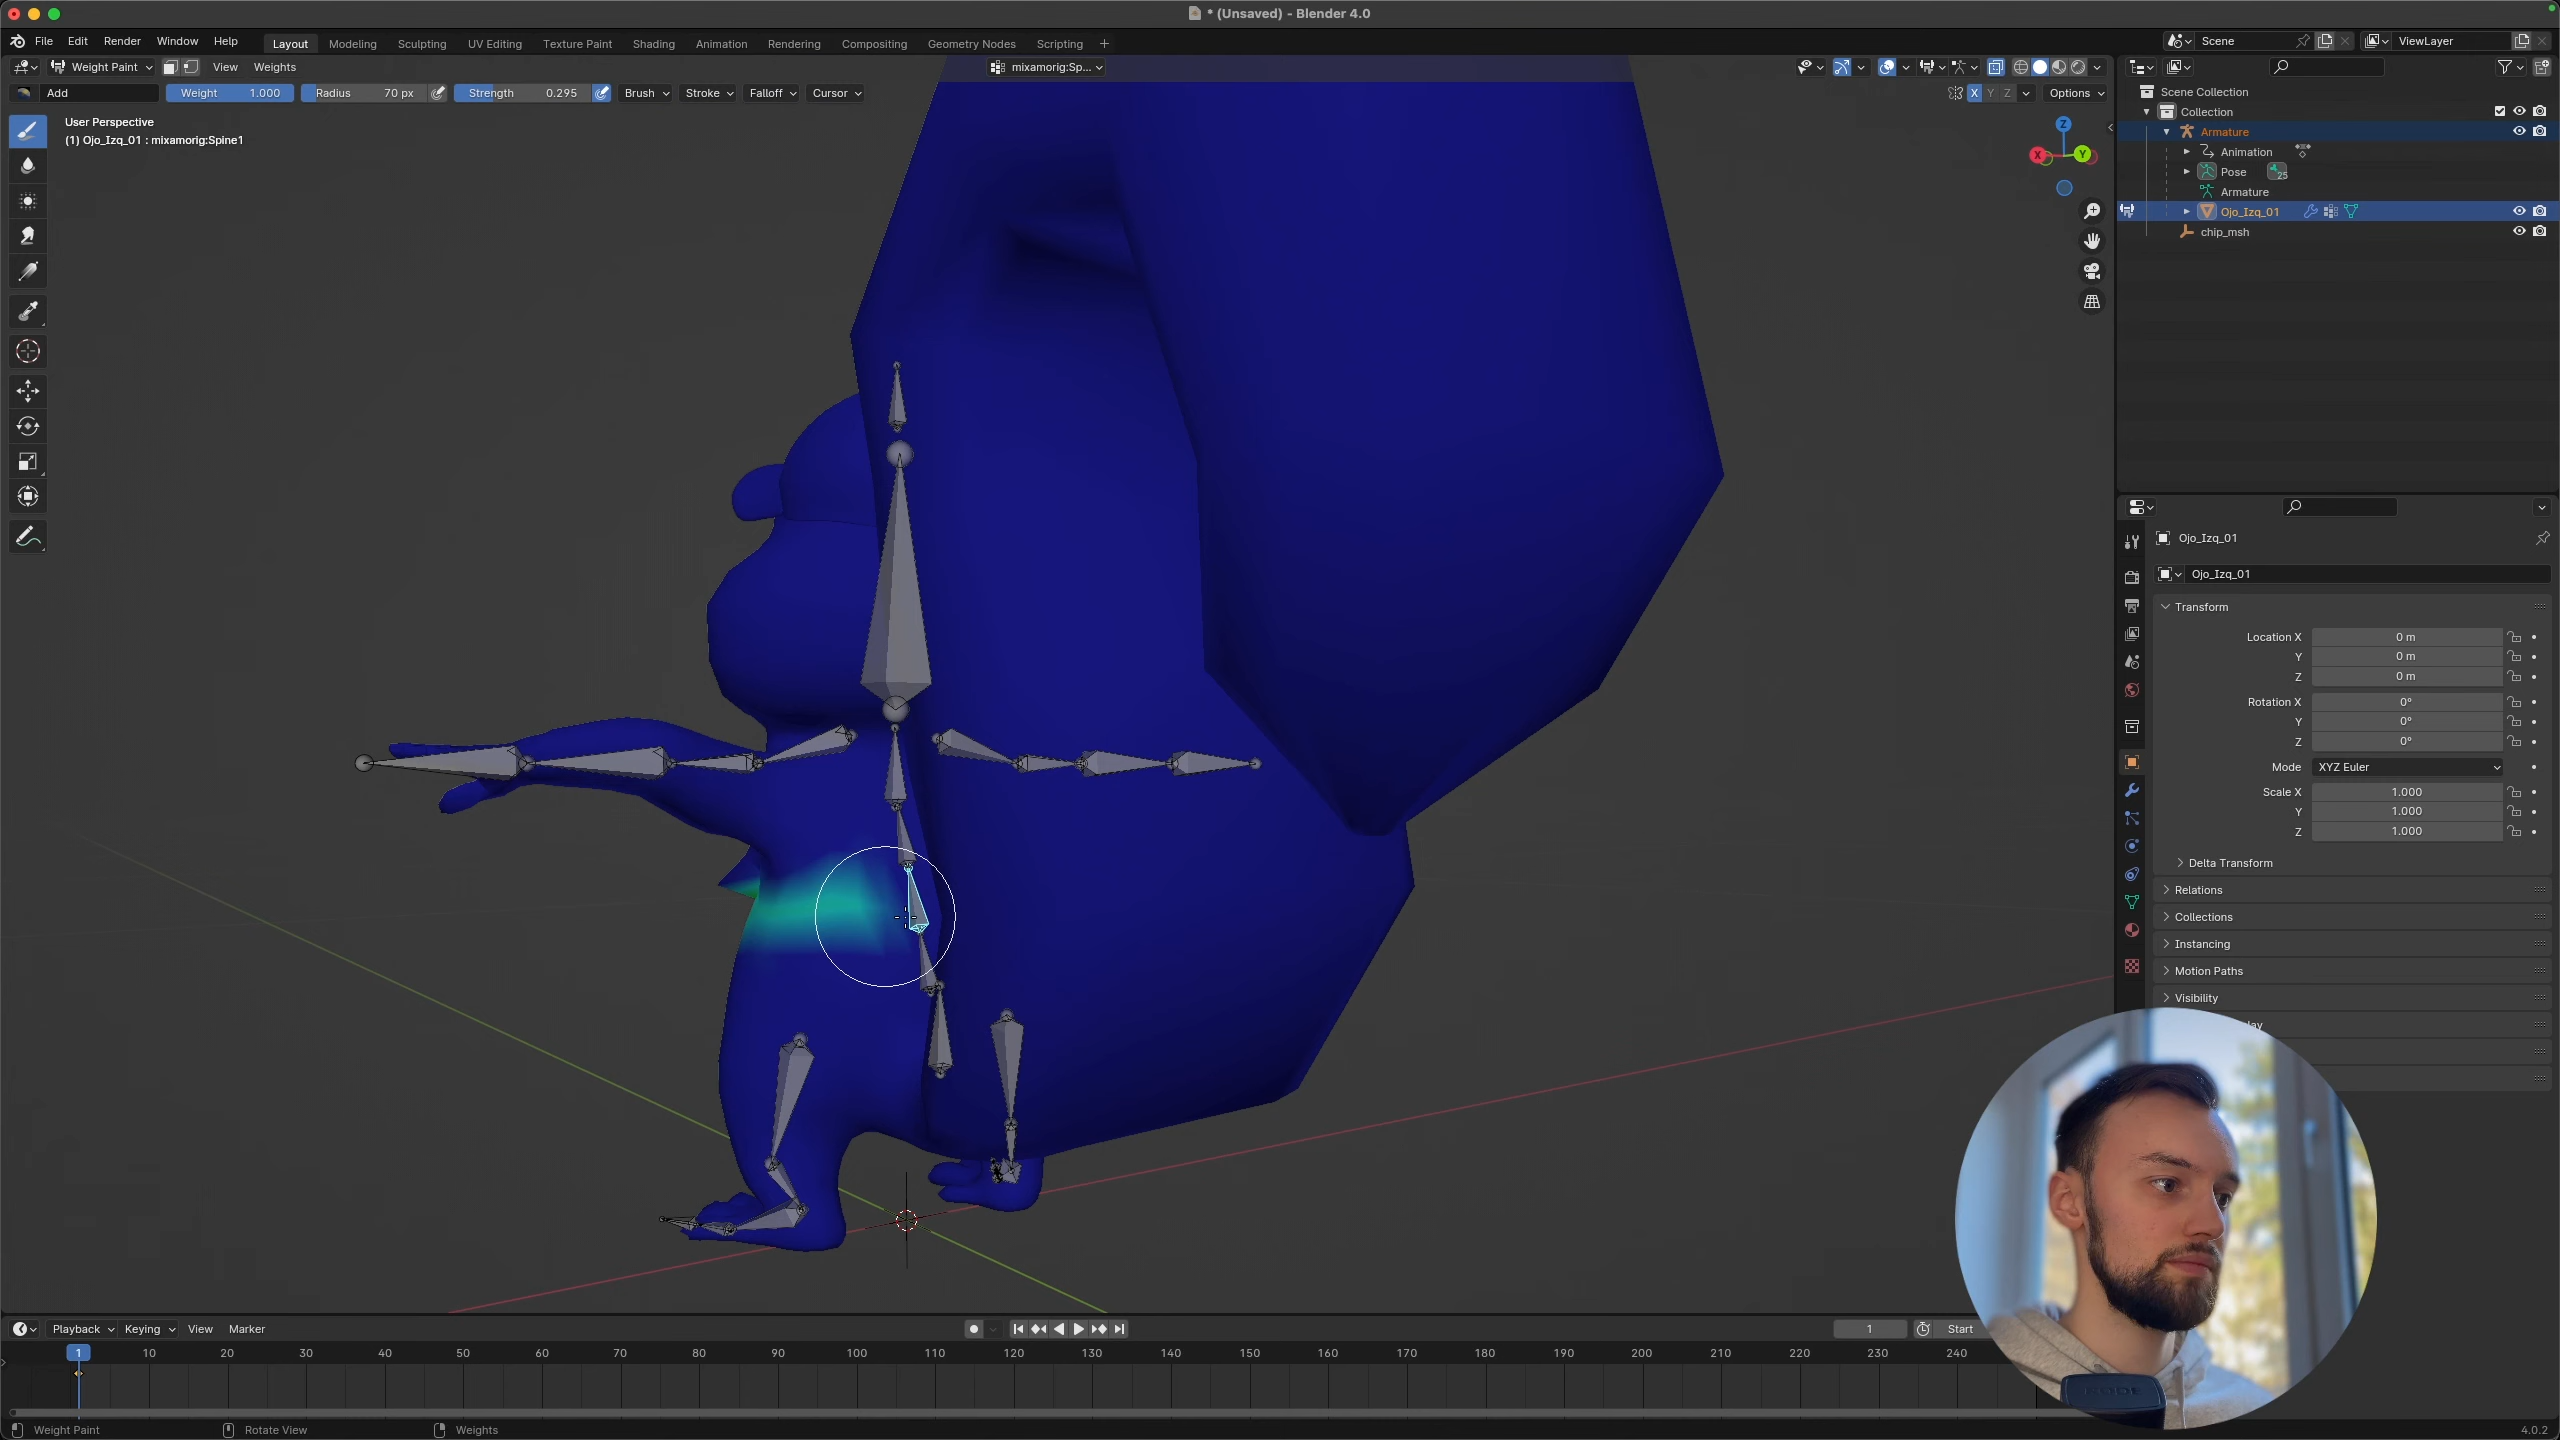 * (Unsaved) - Blender 4.0
File Edit Render Window Help
Layout Modeling Sculpting UV Editing Texture Paint Shading Animation Rendering Compositing Geometry Nodes Scripting +
Scene
ViewLayer
Weight Paint View Weights
mixamorig:Sp...
Add Weight 1.000 Radius 70 px Strength 0.295 Brush Stroke Falloff Cursor
X Y Z Options
User Perspective
(1) Ojo_Izq_01 : mixamorig:Spine1
Z
X Y
Scene Collection
Collection
Armature
Animation
Pose 25
Armature
Ojo_Izq_01
chip_msh
Ojo_Izq_01
Ojo_Izq_01
Transform
Location X 0 m
Y 0 m
Z 0 m
Rotation X 0°
Y 0°
Z 0°
Mode XYZ Euler
Scale X 1.000
Y 1.000
Z 1.000
Delta Transform
Relations
Collections
Instancing
Motion Paths
Visibility
Playback Keying View Marker
1 Start
1 10 20 30 40 50 60 70 80 90 100 110 120 130 140 150 160 170 180 190 200 210 220 230 240
Weight Paint Rotate View Weights
4.0.2